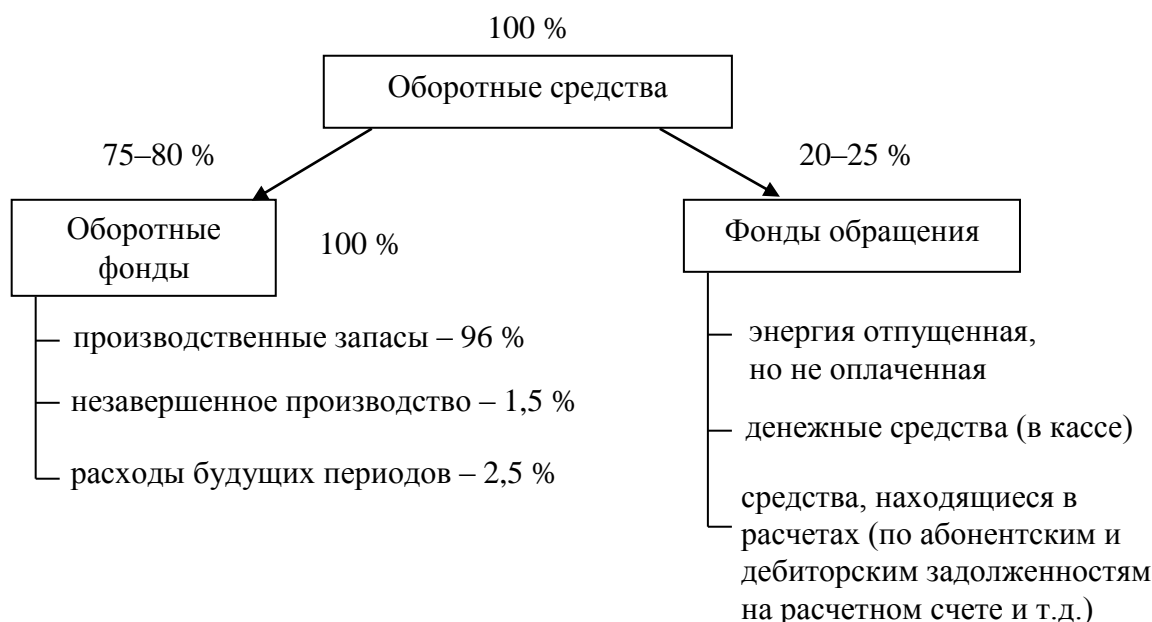 100 %
Оборотные средства
75–80 %
20–25 %
Оборотные
фонды
100 %
Фонды обращения
производственные запасы – 96 %
незавершенное производство – 1,5 %
расходы будущих периодов – 2,5 %
энергия отпущенная,
но не оплаченная
денежные средства (в кассе)
средства, находящиеся в
расчетах (по абонентским и
дебиторским задолженностям
на расчетном счете и т.д.)